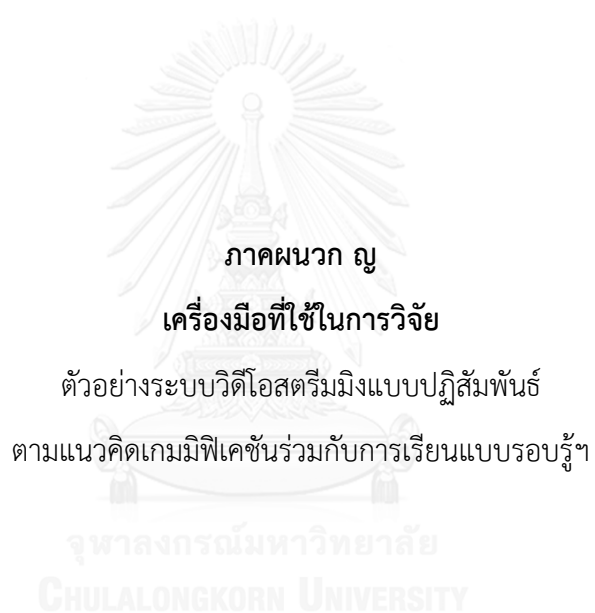 ภาคผนวก ญ
เครื่องมือที่ใช้ในการวิจัย
ตัวอย่างระบบวิดีโอสตรีมมิงแบบปฏิสัมพันธ์
ตามแนวคิดเกมมิฟิเคชันร่วมกับการเรียนแบบรอบรู้ฯ
จุฬาลงกรณ์มหาวิทยาลัย
CHULALONGKORN UNIVERSITY